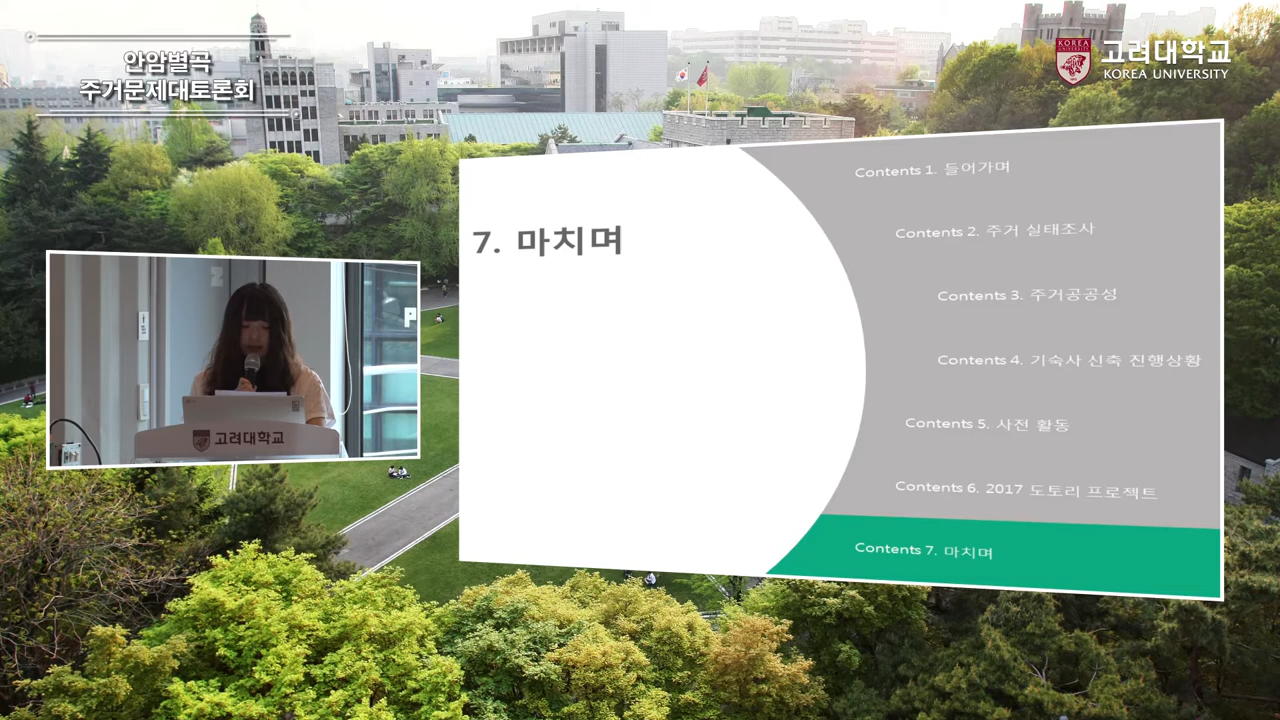 안암별곡
주거문제대토론회
KOREA
고려대학교
KOREA UNIVERSITY
7. 마치며
Contents 1. 들어가며
Contents 2. 주거 실태조사
Contents 3. 주거공공성
Contents 4. 기숙사 신축 진행상황
Contents 5. 사전 활동
Contents 6. 2017 도토리 프로젝트
Contents 7. 마치며
고려대학교